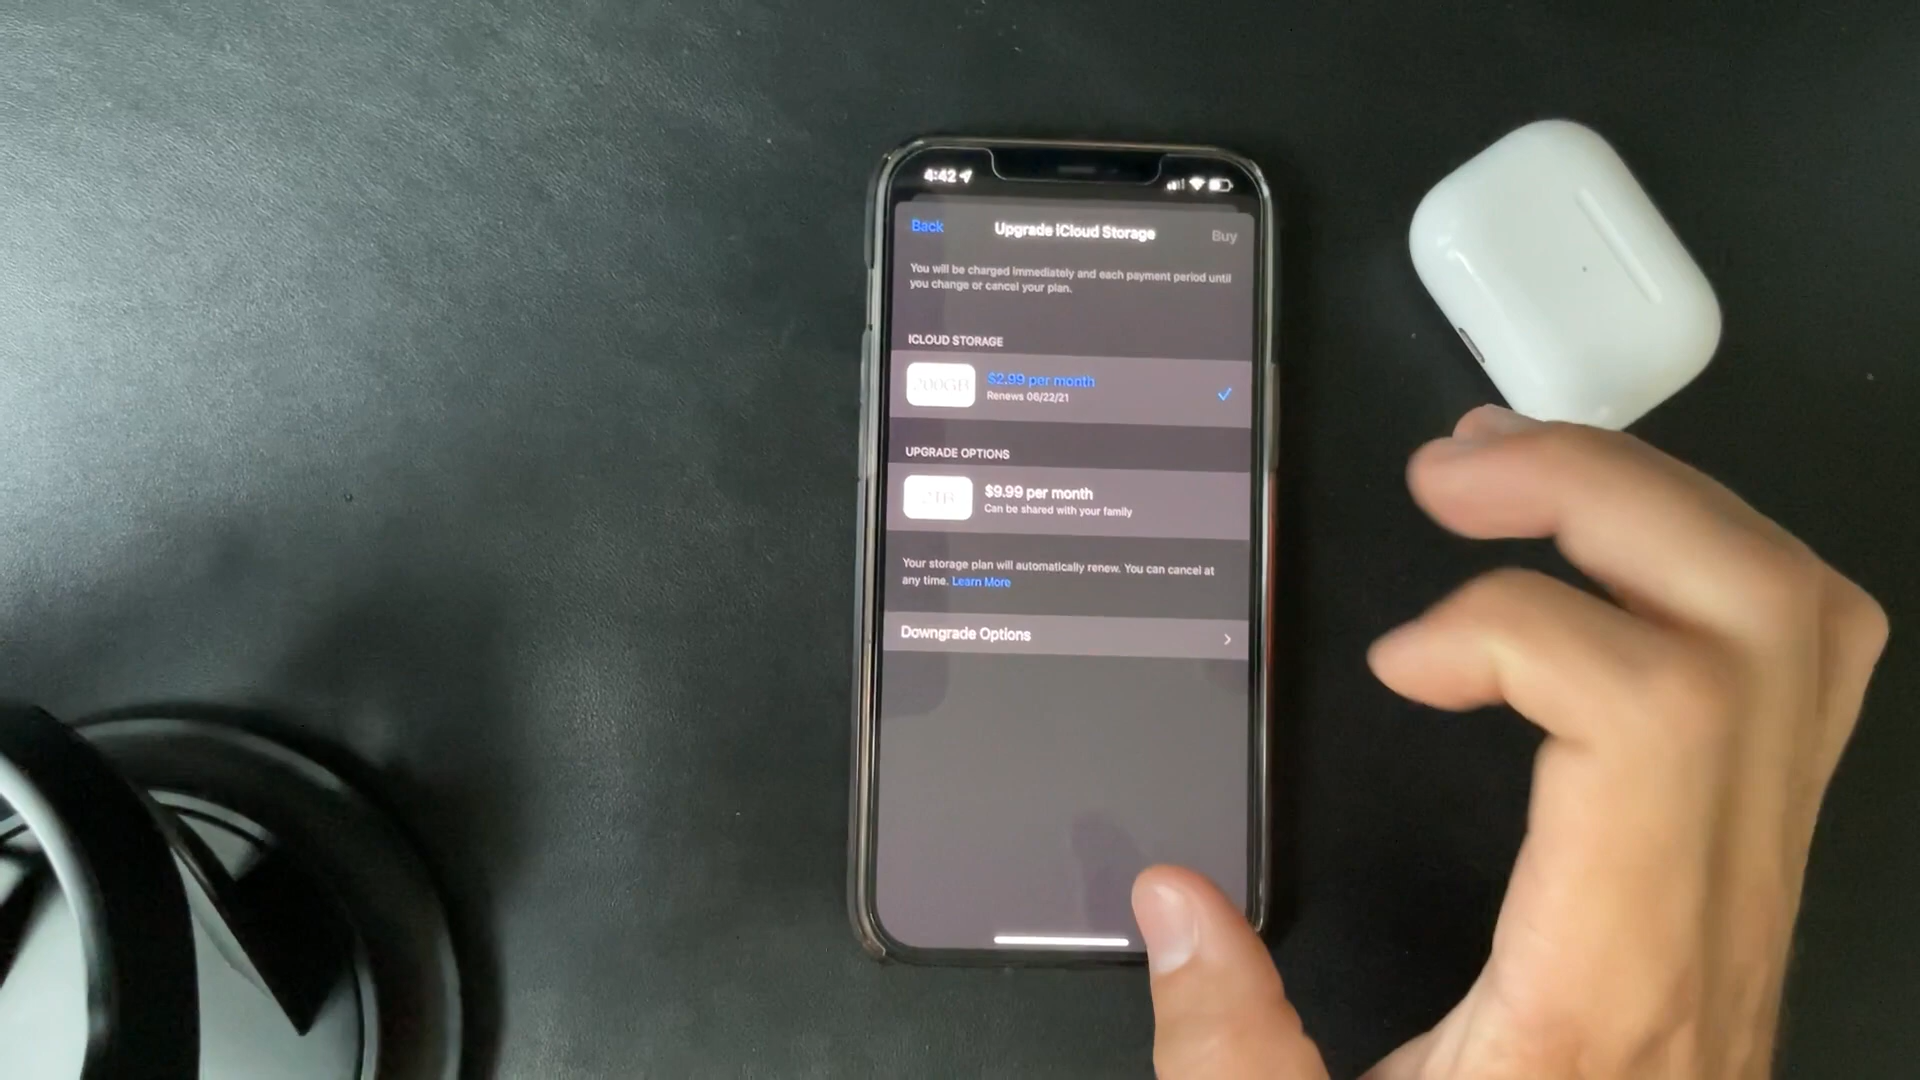 4:42
Back
Upgrade iCloud Storage
Buy
You will be charged immediately and each payment period until
you change or cancel your plan.
ICLOUD STORAGE
200GB
$2.99 per month
Renews 06/22/21
UPGRADE OPTIONS
2TB
$9.99 per month
Can be shared with your family
Your storage plan will automatically renew. You can cancel at
any time. Learn More
Downgrade Options